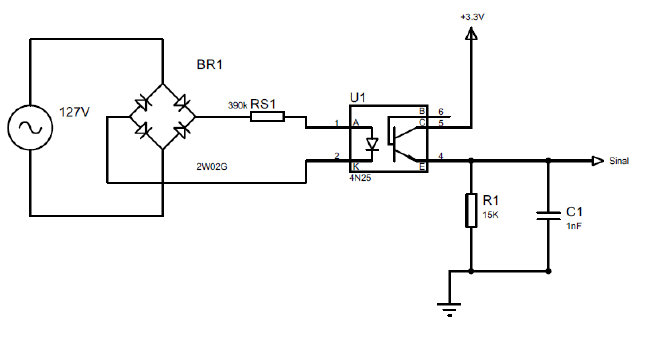 +3.3V
BR1
127V
390k RS1
2W02G
U1
1
2
A
K
B
C
E
6
5
4
4N25
Sinal
R1
15K
C1
1nF